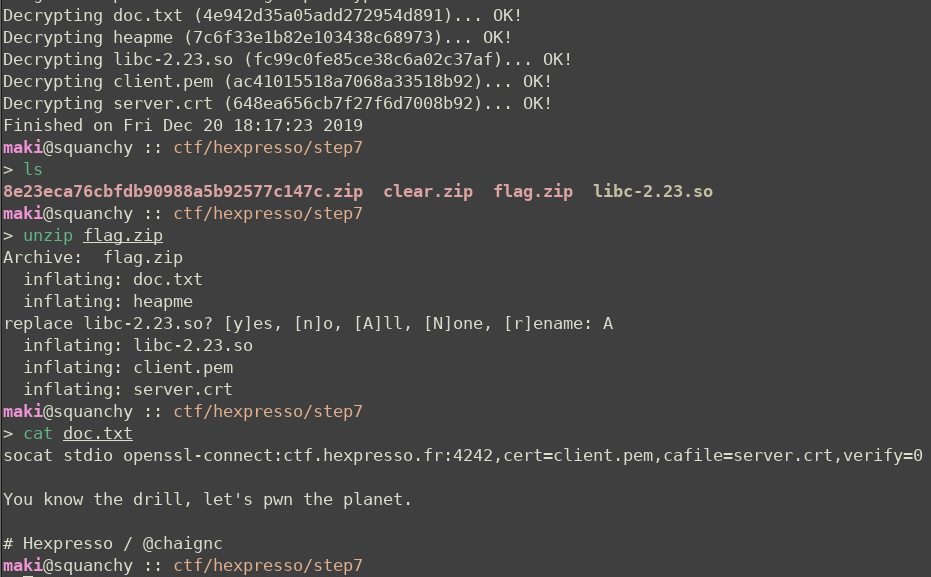 Decrypting doc.txt (4e942d35a05add272954d891)... OK!
Decrypting heapme (7c6f33e1b82e103438c68973)... OK!
Decrypting libc-2.23.so (fc99c0fe85ce38c6a02c37af)... OK!
Decrypting client.pem (ac41015518a7068a33518b92)... OK!
Decrypting server.crt (648ea656cb7f27f6d7008b92)... OK!
Finished on Fri Dec 20 18:17:23 2019
maki@squanchy :: ctf/hexpresso/step7
> ls
8e23eca76cbfdb90988a5b92577c147c.zip  clear.zip  flag.zip  libc-2.23.so
maki@squanchy :: ctf/hexpresso/step7
> unzip flag.zip
Archive:  flag.zip
  inflating: doc.txt
  inflating: heapme
replace libc-2.23.so? [y]es, [n]o, [A]ll, [N]one, [r]ename: A
  inflating: libc-2.23.so
  inflating: client.pem
  inflating: server.crt
maki@squanchy :: ctf/hexpresso/step7
> cat doc.txt
socat stdio openssl-connect:ctf.hexpresso.fr:4242,cert=client.pem,cafile=server.crt,verify=0
You know the drill, let's pwn the planet.
# Hexpresso / @chaignc
maki@squanchy :: ctf/hexpresso/step7